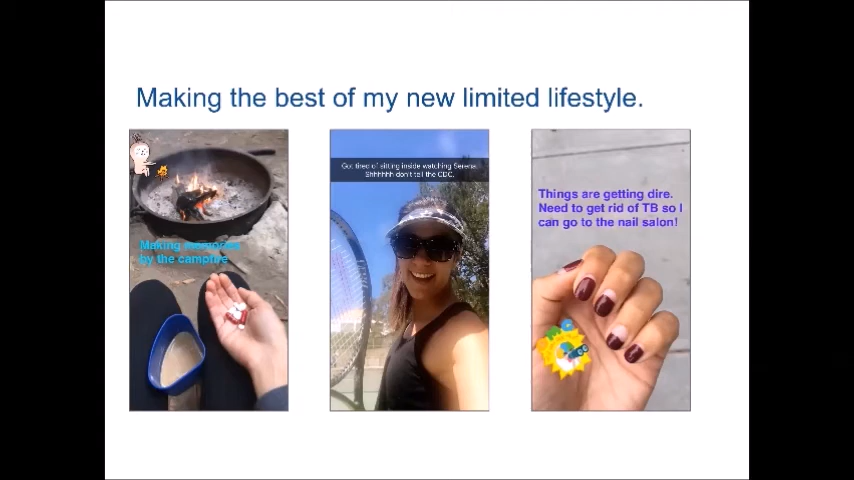 Making the best of my new limited lifestyle.
Making memories
by the campfire
Got tired of sitting inside watching Serena.
Shhhhhh don't tell the CDC.
Things are getting dire.
Need to get rid of TB so I
can go to the nail salon!